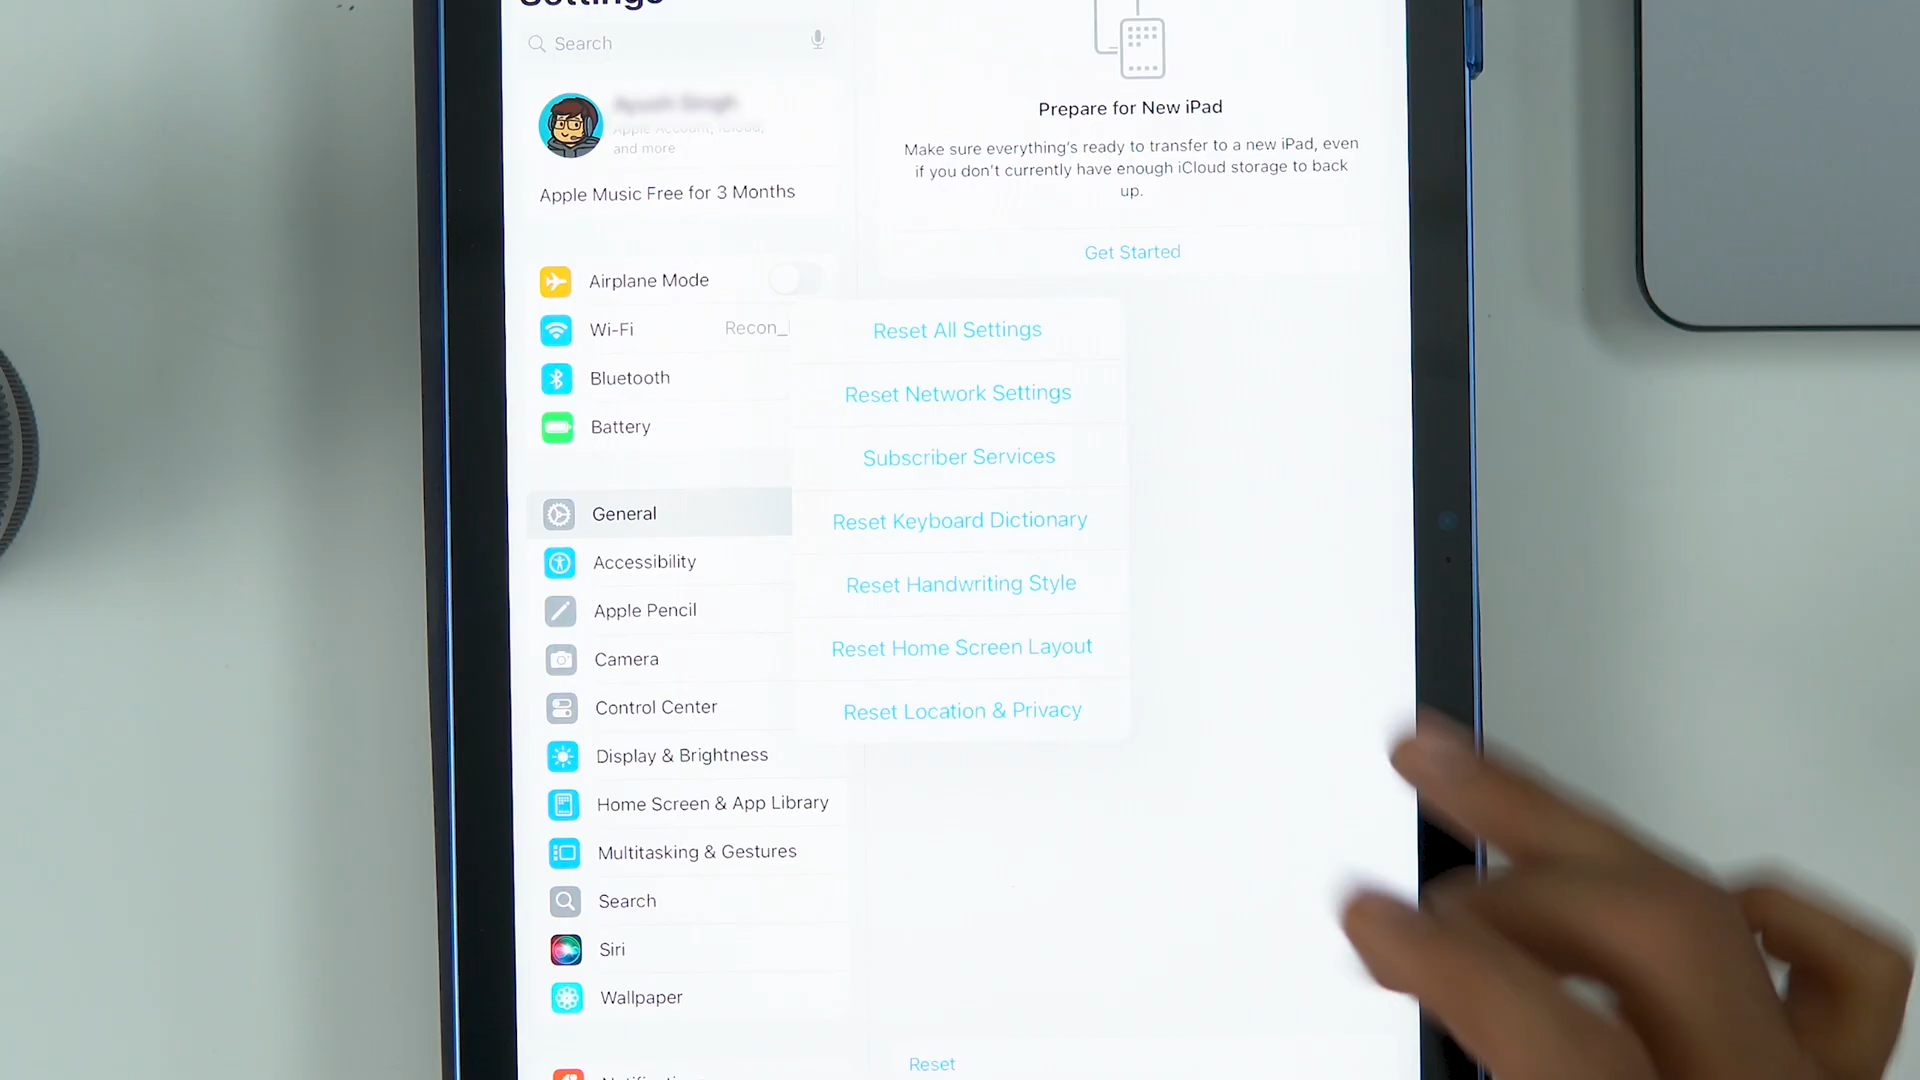 Settings
Search
and more
Apple Music Free for 3 Months
Airplane Mode
Wi-Fi Recon_
Bluetooth
Battery
General
Accessibility
Apple Pencil
Camera
Control Center
Display & Brightness
Home Screen & App Library
Multitasking & Gestures
Search
Siri
Wallpaper
Prepare for New iPad
Make sure everything's ready to transfer to a new iPad, even
if you don't currently have enough iCloud storage to back
up.
Get Started
Reset All Settings
Reset Network Settings
Subscriber Services
Reset Keyboard Dictionary
Reset Handwriting Style
Reset Home Screen Layout
Reset Location & Privacy
Reset